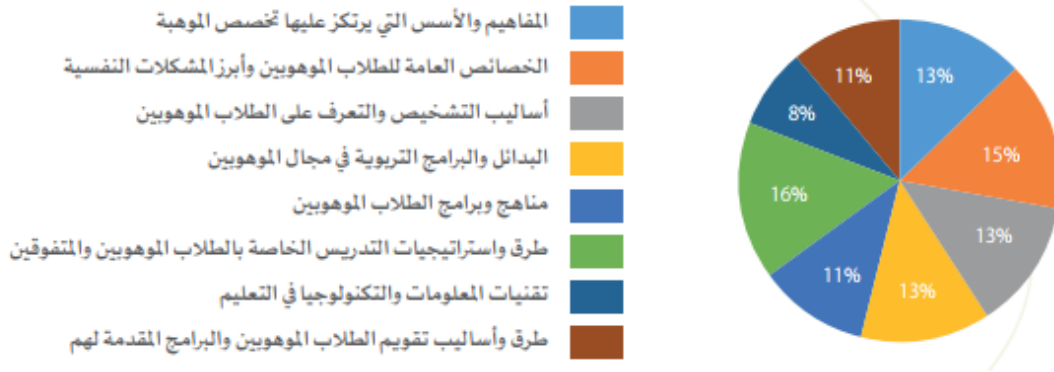 المفاهيم والأسس التي يرتكز عليها تخصص الموهبة
الخصائص العامة للطلاب الموهوبين وأبرز المشكلات النفسية
أساليب التشخيص والتعرف على الطلاب الموهوبين
البدائل والبرامج التربوية في مجال الموهوبين
مناهج وبرامج الطلاب الموهوبين
طرق واستراتيجيات التدريس الخاصة بالطلاب الموهوبين والمتفوقين
تقنيات المعلومات والتكنولوجيا في التعليم
طرق وأساليب تقويم الطلاب الموهوبين والبرامج المقدمة لهم
13%
15%
13%
13%
11%
16%
8%
11%